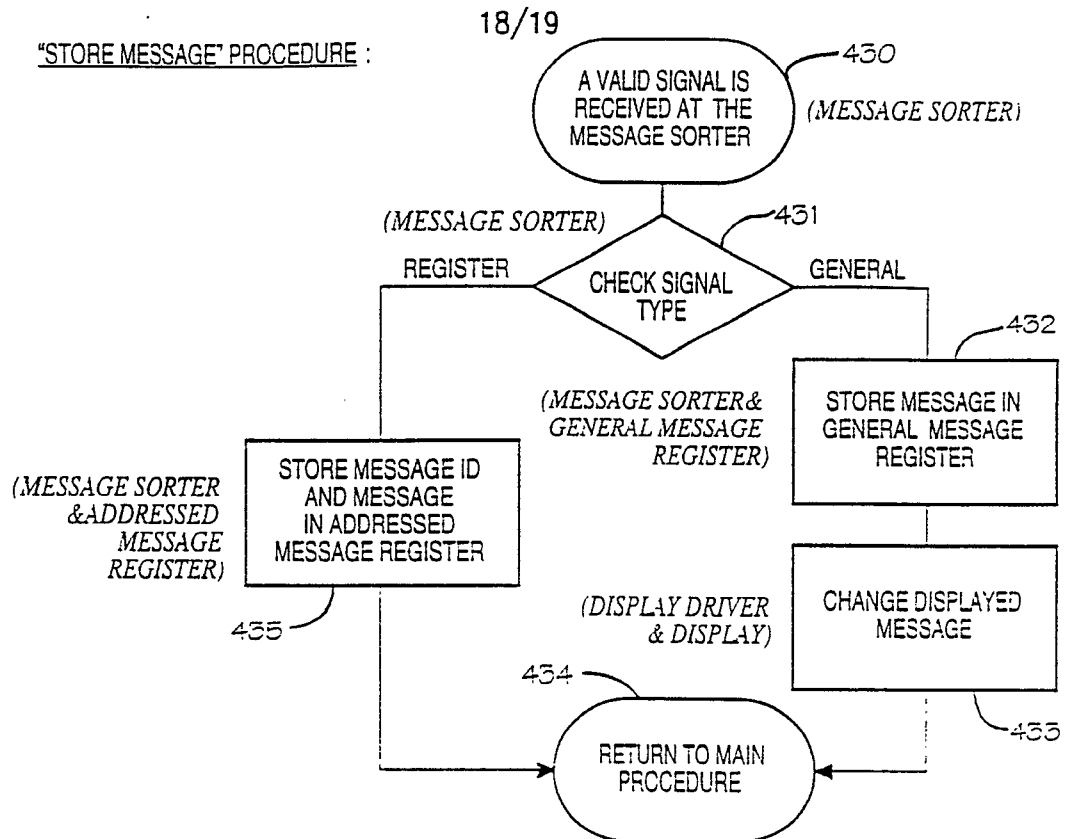 18/19
"STORE MESSAGE" PROCEDURE :
A VALID SIGNAL IS
RECEIVED AT THE
MESSAGE SORTER
430
(MESSAGE SORTER)
(MESSAGE SORTER)
431
REGISTER
CHECK SIGNAL
TYPE
GENERAL
432
(MESSAGE SORTER&
GENERAL MESSAGE
REGISTER)
STORE MESSAGE IN
GENERAL MESSAGE
REGISTER
(MESSAGE SORTER
&ADDRESSED
MESSAGE
REGISTER)
STORE MESSAGE ID
AND MESSAGE
IN ADDRESSED
MESSAGE REGISTER
435
(DISPLAY DRIVER
& DISPLAY)
CHANGE DISPLAYED
MESSAGE
433
434
RETURN TO MAIN
PROCEDURE